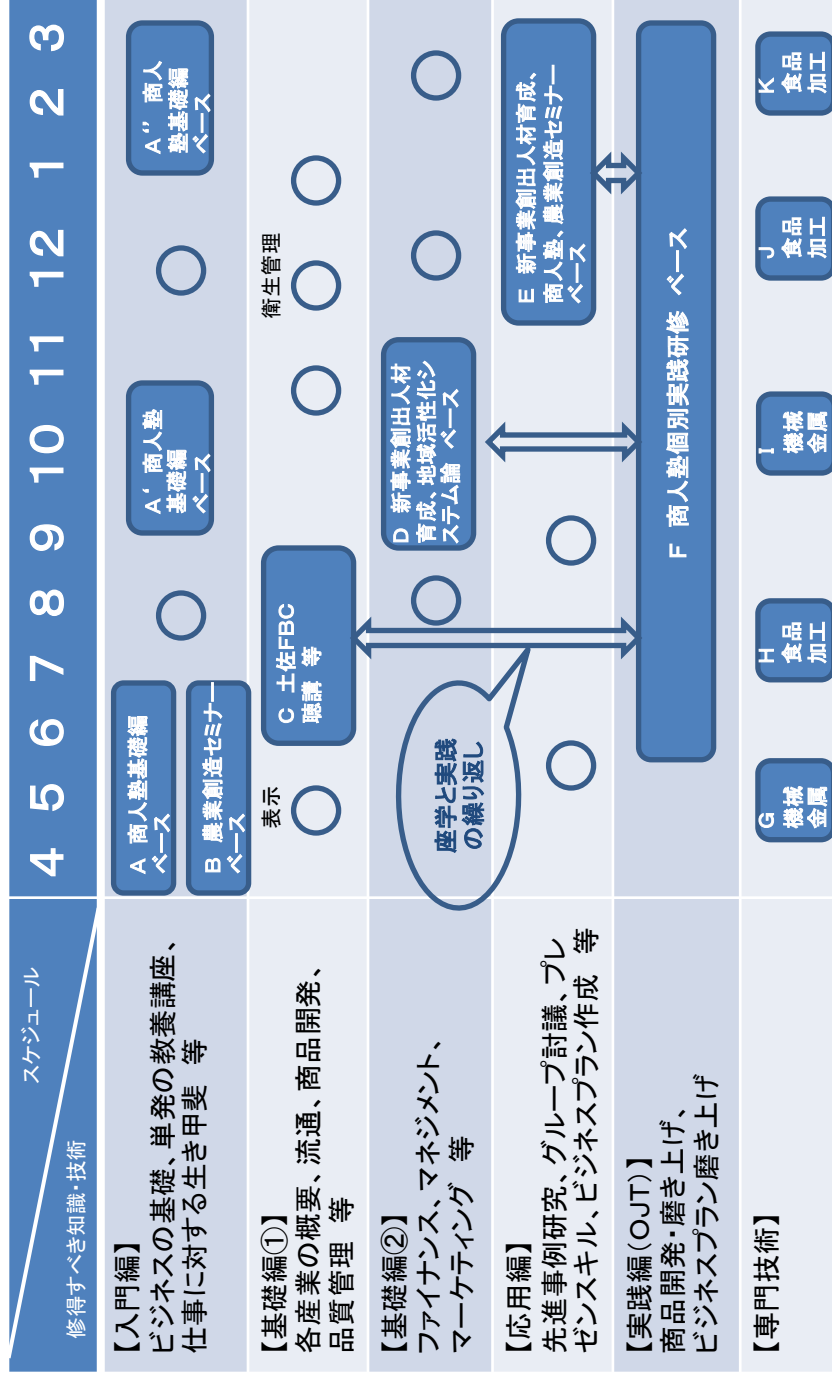 スケジュール
修得すべき知識・技術
4 5 6 7 8 9 10 11 12 1 2 3
【入門編】
ビジネスの基礎、単発の教養講座、
仕事に対する生き甲斐 等
A 商人塾基礎編
ベース
B 農業創造セミナー
ベース
A‘ 商人塾
基礎編
ベース
A‘’ 商人
塾基礎編
ベース
【基礎編①】
各産業の概要、流通、商品開発、
品質管理 等
表示
C 土佐FBC
聴講 等
衛生管理
【基礎編②】
ファイナンス、マネジメント、
マーケティング 等
D 新事業創出人材
育成、地域活性化シ
ステム論 ベース
座学と実践
の繰り返し
【応用編】
先進事例研究、グループ討議、プレ
ゼンスキル、ビジネスプラン作成 等
E 新事業創出人材育成、
商人塾、農業創造セミナー
ベース
【実践編(OJT)】
商品開発・磨き上げ、
ビジネスプラン磨き上げ
F 商人塾個別実践研修 ベース
【専門技術】
G
機械
金属
H
食品
加工
I
機械
金属
J
食品
加工
K
食品
加工